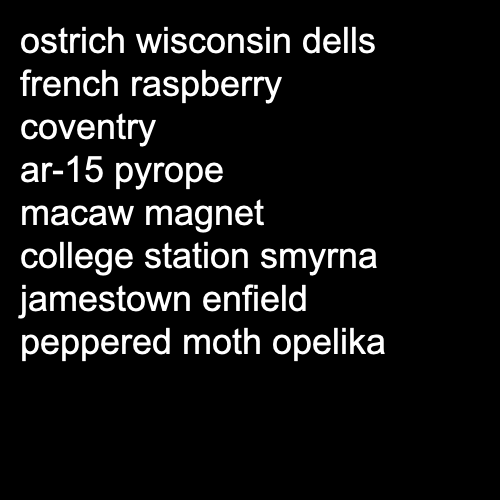 ostrich wisconsin dells
french raspberry
coventry
ar-15 pyrope
macaw magnet
college station smyrna
jamestown enfield
peppered moth opelika